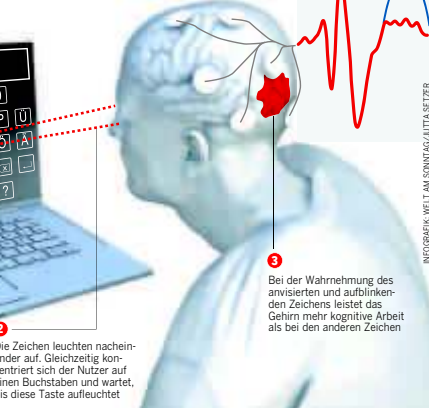 P
Ü
Ö
Ä
?
3
Bei der Wahrnehmung des
anvisierten und aufblinken-
den Zeichens leistet das
Gehirn mehr kognitive Arbeit
als bei den anderen Zeichen
2
ie Zeichen leuchten nachein-
nder auf. Gleichzeitig kon-
entriert sich der Nutzer auf
inen Buchstaben und wartet,
is diese Taste aufleuchtet
INFOGRAFIK: WELT AM SONNTAG/JUTTA SETZER